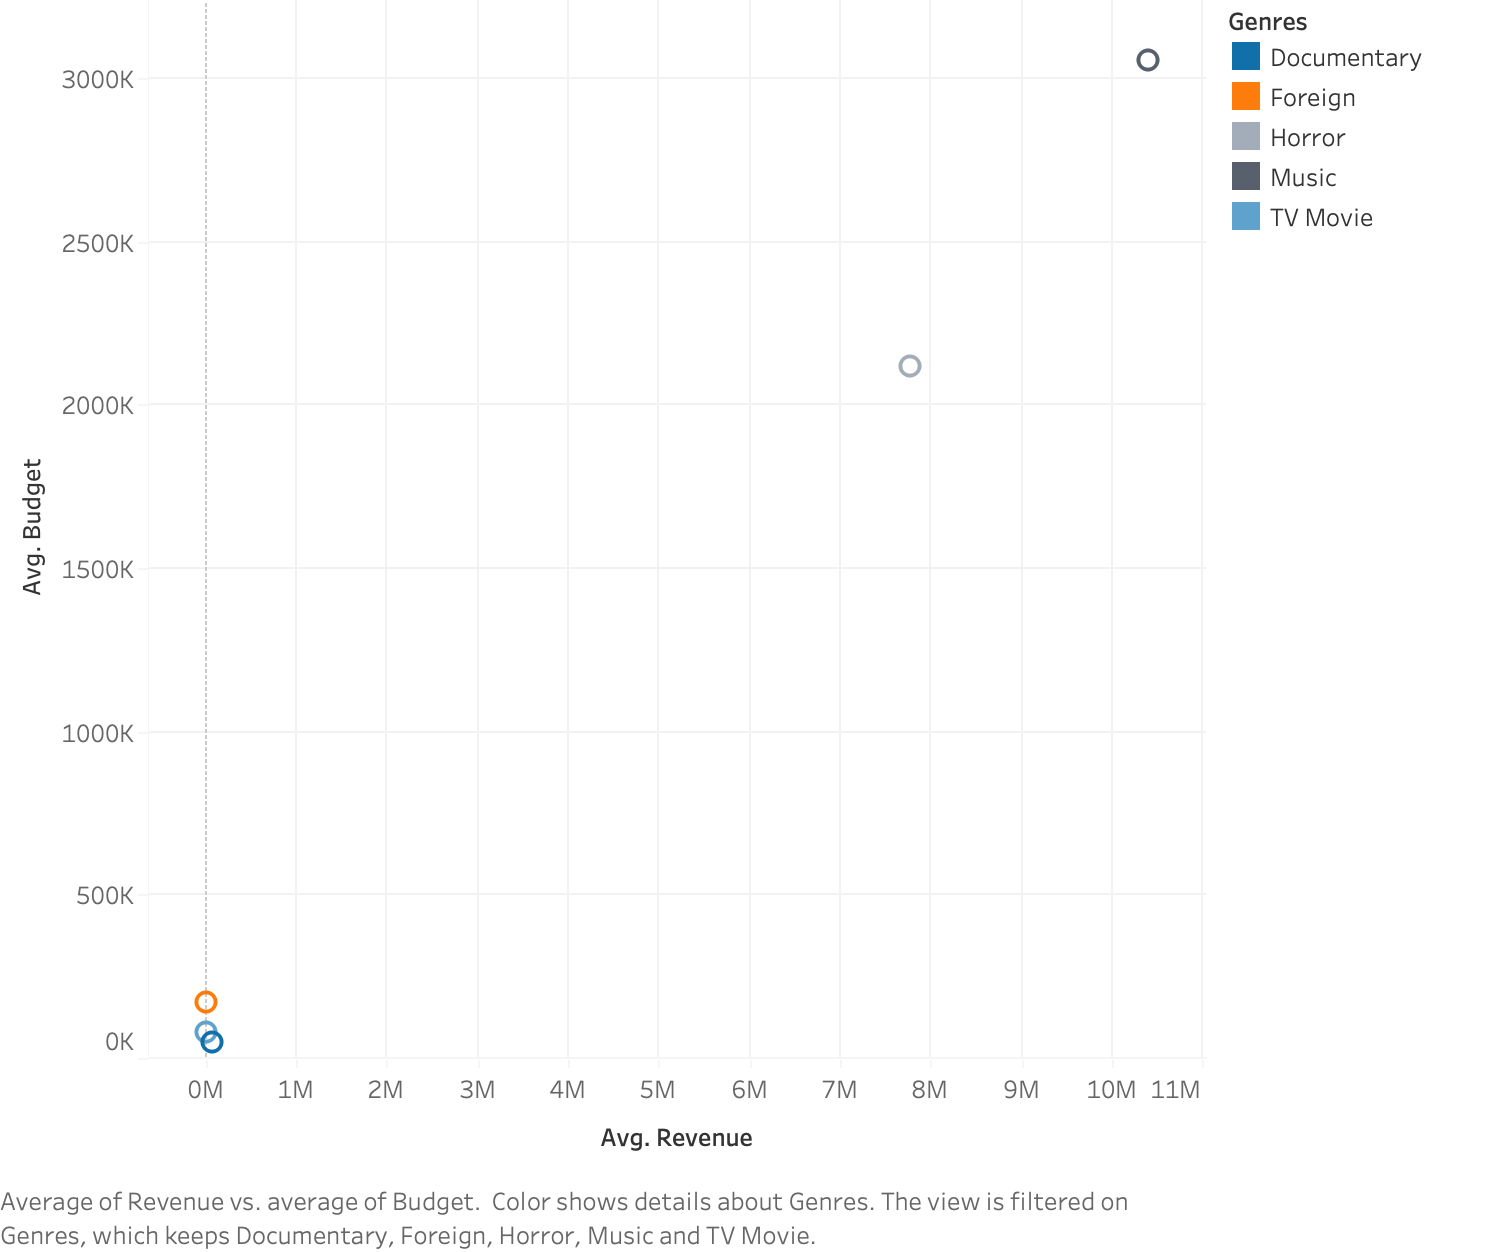 Genres
Documentary
Foreign
Horror
Music
TV Movie
3000K
2500K
2000K
1500K
1000K
500K
0K
Avg. Budget
0M 1M 2M 3M 4M 5M 6M 7M 8M 9M 10M 11M
Avg. Revenue
Average of Revenue vs. average of Budget.  Color shows details about Genres. The view is filtered on
Genres, which keeps Documentary, Foreign, Horror, Music and TV Movie.